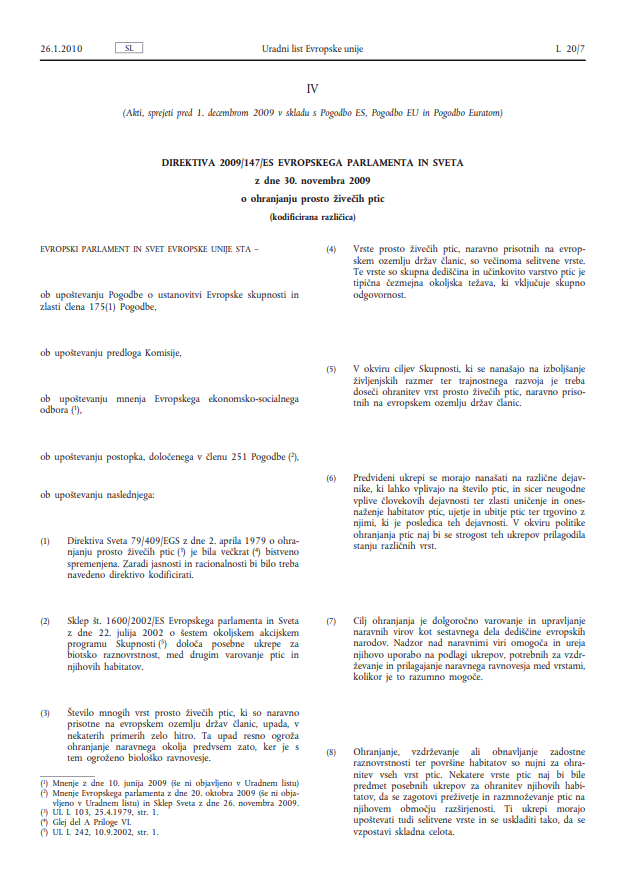 26.1.2010
SL
Uradni list Evropske unije
L 20/7
IV
(Akti, sprejeti pred 1. decembrom 2009 v skladu s Pogodbo ES, Pogodbo EU in Pogodbo Euratom)
DIREKTIVA 2009/147/ES EVROPSKEGA PARLAMENTA IN SVETA
z dne 30. novembra 2009
o ohranjanju prosto živečih ptic
(kodificirana različica)
EVROPSKI PARLAMENT IN SVET EVROPSKE UNIJE STA –
ob upoštevanju Pogodbe o ustanovitvi Evropske skupnosti in
zlasti člena 175(1) Pogodbe,
ob upoštevanju predloga Komisije,
ob upoštevanju mnenja Evropskega ekonomsko-socialnega
odbora (1),
ob upoštevanju postopka, določenega v členu 251 Pogodbe (2),
ob upoštevanju naslednjega:
(1) Direktiva Sveta 79/409/EGS z dne 2. aprila 1979 o ohra-
njanju prosto živečih ptic (3) je bila večkrat (4) bistveno
spremenjena. Zaradi jasnosti in racionalnosti bi bilo treba
navedeno direktivo kodificirati.
(2) Sklep št. 1600/2002/ES Evropskega parlamenta in Sveta
z dne 22. julija 2002 o šestem okoljskem akcijskem
programu Skupnosti (5) določa posebne ukrepe za
biotsko raznovrstnost, med drugim varovanje ptic in
njihovih habitatov.
(3) Število mnogih vrst prosto živečih ptic, ki so naravno
prisotne na evropskem ozemlju držav članic, upada, v
nekaterih primerih zelo hitro. Ta upad resno ogroža
ohranjanje naravnega okolja predvsem zato, ker je s
tem ogroženo biološko ravnovesje.
(1) Mnenje z dne 10. junija 2009 (še ni objavljeno v Uradnem listu)
(2) Mnenje Evropskega parlamenta z dne 20. oktobra 2009 (še ni obja-
vljeno v Uradnem listu) in Sklep Sveta z dne 26. novembra 2009.
(3) UL L 103, 25.4.1979, str. 1.
(4) Glej del A Priloge VI.
(5) UL L 242, 10.9.2002, str. 1.
(4) Vrste prosto živečih ptic, naravno prisotnih na evrop-
skem ozemlju držav članic, so večinoma selitvene vrste.
Te vrste so skupna dediščina in učinkovito varstvo ptic je
tipična čezmejna okoljska težava, ki vključuje skupno
odgovornost.
(5) V okviru ciljev Skupnosti, ki se nanašajo na izboljšanje
življenjskih razmer ter trajnostnega razvoja je treba
doseči ohranitev vrst prosto živečih ptic, naravno priso-
tnih na evropskem ozemlju držav članic.
(6) Predvideni ukrepi se morajo nanašati na različne dejav-
nike, ki lahko vplivajo na število ptic, in sicer neugodne
vplive človekovih dejavnosti ter zlasti uničenje in ones-
naženje habitatov ptic, ujetje in ubitje ptic ter trgovino z
njimi, ki je posledica teh dejavnosti. V okviru politike
ohranjanja ptic naj bi se strogost teh ukrepov prilagodila
stanju različnih vrst.
(7) Cilj ohranjanja je dolgoročno varovanje in upravljanje
naravnih virov kot sestavnega dela dediščine evropskih
narodov. Nadzor nad naravnimi viri omogoča in ureja
njihovo uporabo na podlagi ukrepov, potrebnih za vzdr-
ževanje in prilagajanje naravnega ravnovesja med vrstami,
kolikor je to razumno mogoče.
(8) Ohranjanje, vzdrževanje ali obnavljanje zadostne
raznovrstnosti ter površine habitatov so nujni za ohra-
nitev vseh vrst ptic. Nekatere vrste ptic naj bi bile
predmet posebnih ukrepov za ohranitev njihovih habi-
tatov, da se zagotovi preživetje in razmnoževanje ptic na
njihovem območju razširjenosti. Ti ukrepi morajo
upoštevati tudi selitvene vrste in se uskladiti tako, da se
vzpostavi skladna celota.